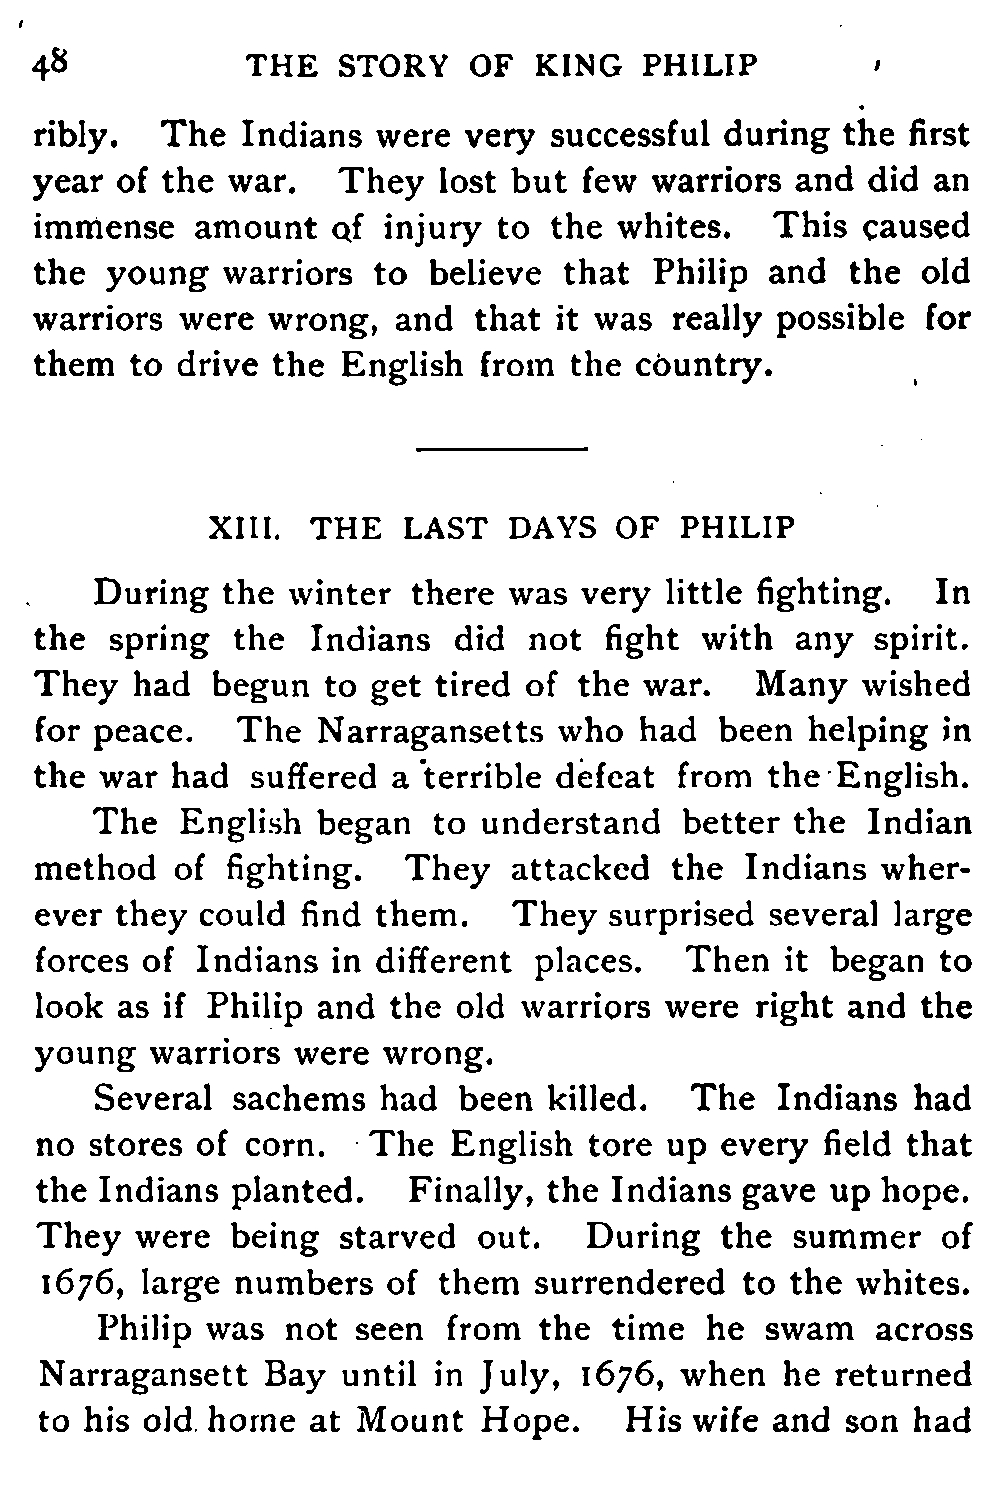 48 THE STORY OF KING PHILIP
ribly. The Indians were very successful during the first
year of the war. They lost but few warriors and did an
immense amount of injury to the whites. This caused
the young warriors to believe that Philip and the old
warriors were wrong, and that it was really possible for
them to drive the English from the country.
XIII. THE LAST DAYS OF PHILIP
During the winter there was very little fighting. In
the spring the Indians did not fight with any spirit.
They had begun to get tired of the war. Many wished
for peace. The Narragansetts who had been helping in
the war had suffered a terrible defeat from the English.
The English began to understand better the Indian
method of fighting. They attacked the Indians wher-
ever they could find them. They surprised several large
forces of Indians in different places. Then it began to
look as if Philip and the old warriors were right and the
young warriors were wrong.
Several sachems had been killed. The Indians had
no stores of corn. The English tore up every field that
the Indians planted. Finally, the Indians gave up hope.
They were being starved out. During the summer of
1676, large numbers of them surrendered to the whites.
Philip was not seen from the time he swam across
Narragansett Bay until in July, 1676, when he returned
to his old home at Mount Hope. His wife and son had